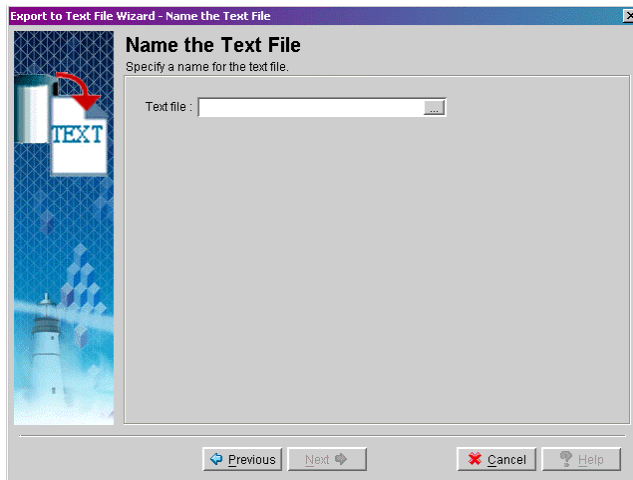 Export to Text File Wizard - Name the Text File
Name the Text File
Specify a name for the text file.
Text file :
...
TEXT
Previous
Next
Cancel
Help